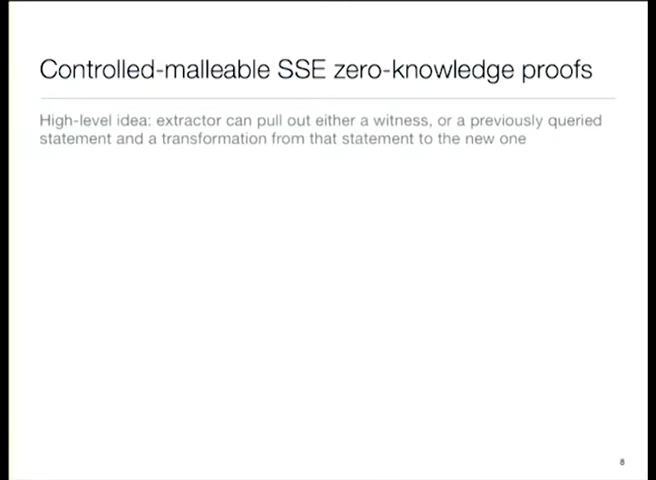 Controlled-malleable SSE zero-knowledge proofs
High-level idea: extractor can pull out either a witness, or a previously queried
statement and a transformation from that statement to the new one
8